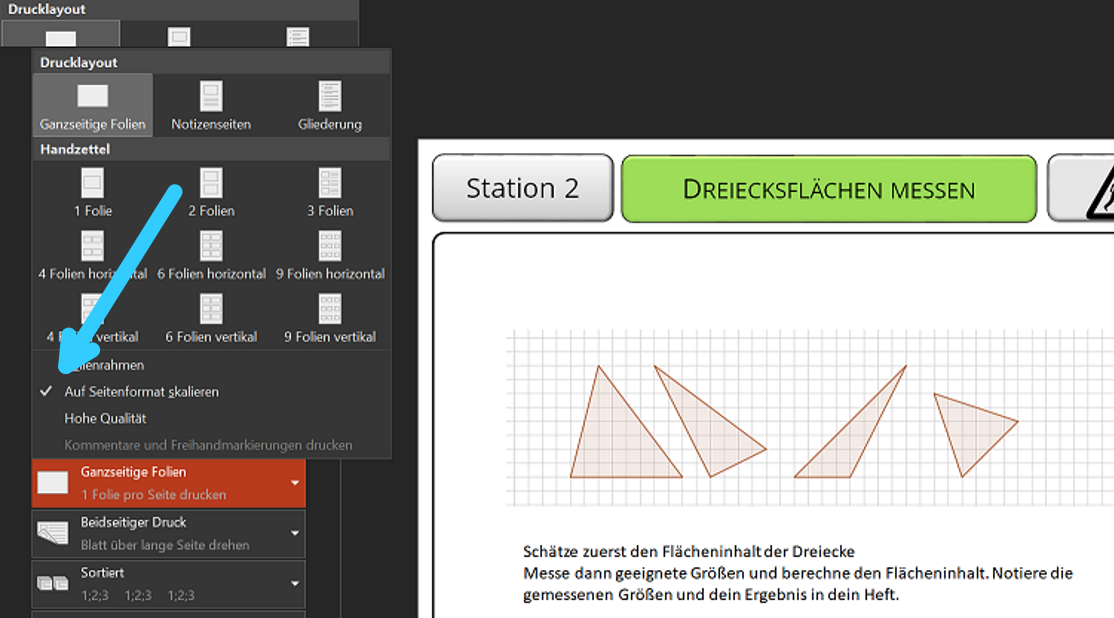 Drucklayout
Drucklayout
Ganzseitige Folien Notizenseiten Gliederung
Handzettel
1 Folie 2 Folien 3 Folien
4 Folien horizontal 6 Folien horizontal 9 Folien horizontal
4 Folien vertikal 6 Folien vertikal 9 Folien vertikal
Auf Seitenformat skalieren
Hohe Qualität
Kommentare und Freihandmarkierungen drucken
Ganzseitige Folien
1 Folie pro Seite drucken
Beidseitiger Druck
Blatt über lange Seite drehen
Sortiert
1;2;3 1;2;3 1;2;3
Station 2
DREIECKSFLÄCHEN MESSEN
Schätze zuerst den Flächeninhalt der Dreiecke
Messe dann geeignete Größen und berechne den Flächeninhalt. Notiere die
gemessenen Größen und dein Ergebnis in dein Heft.